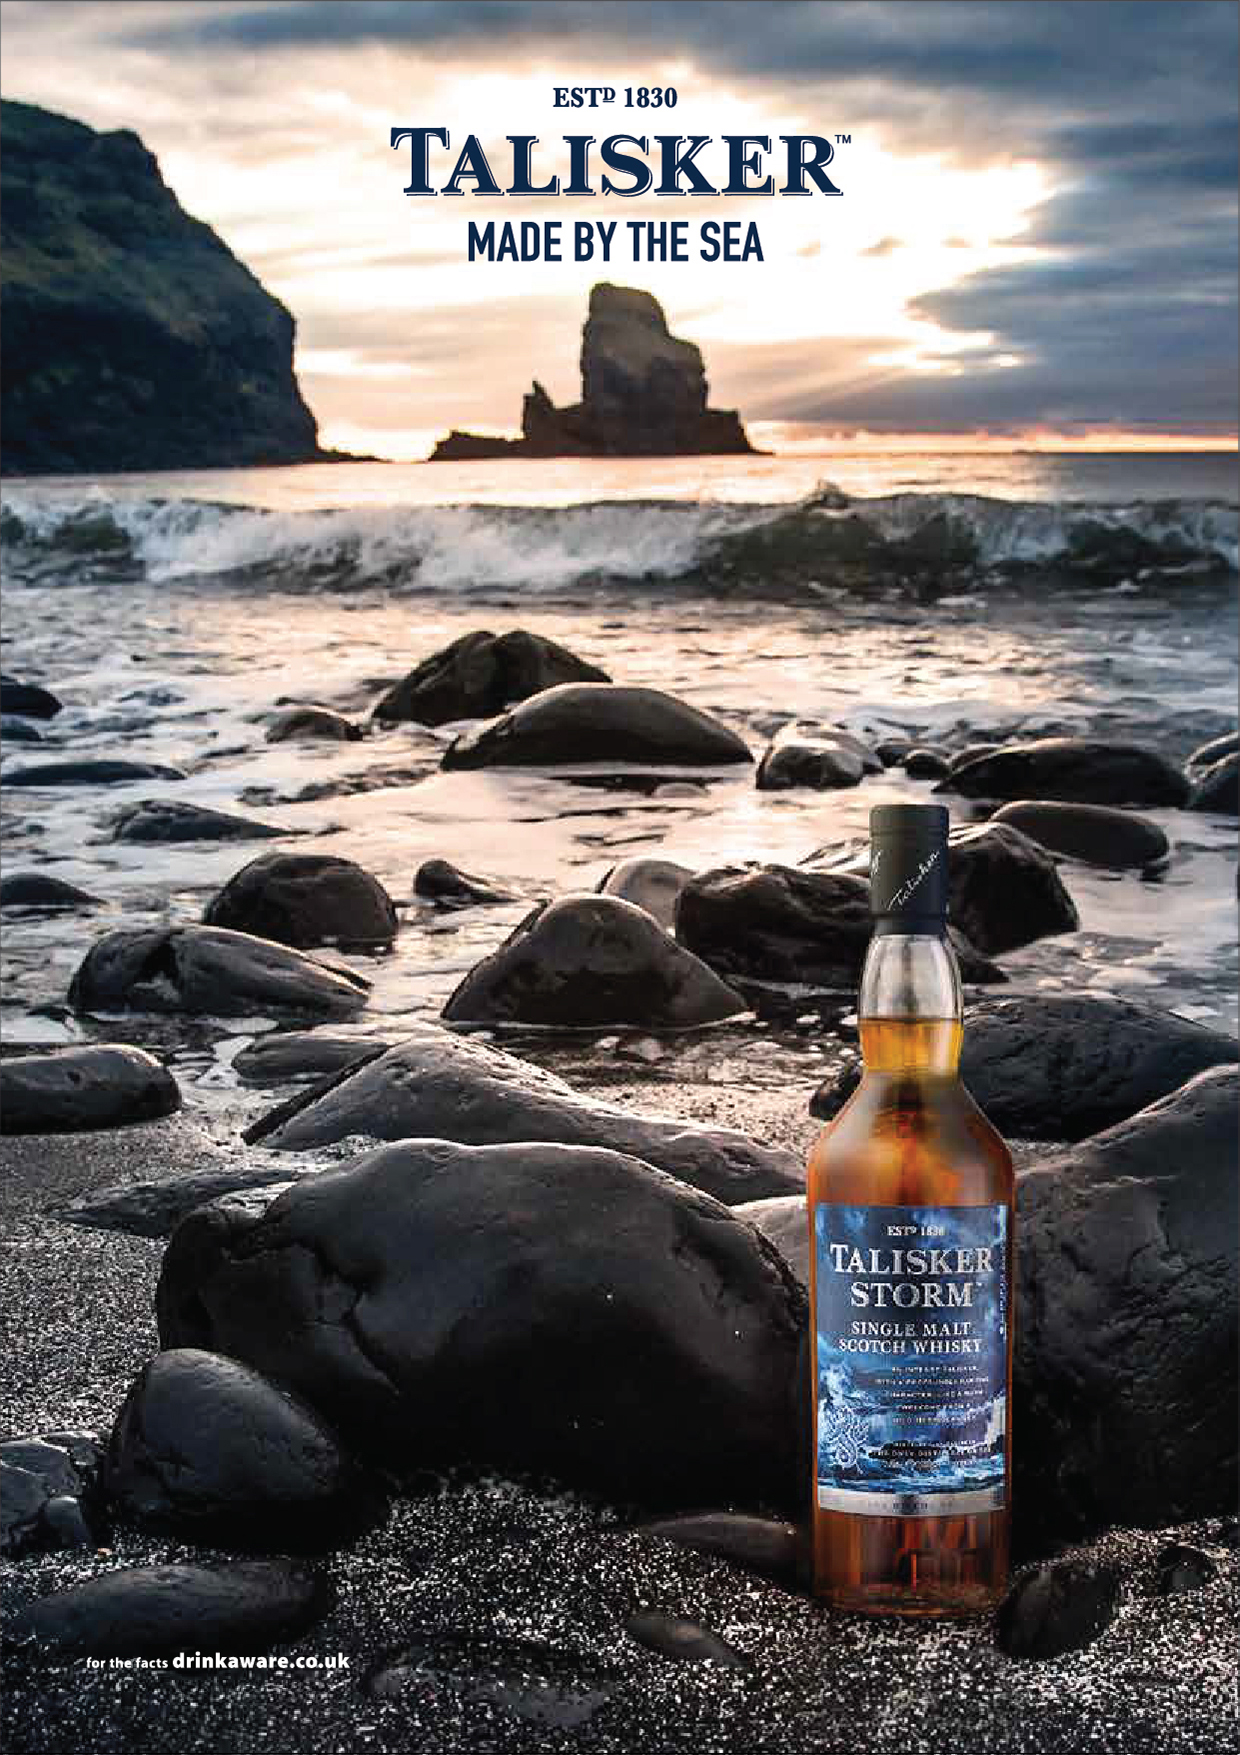 ESTD 1830
TALISKER™
MADE BY THE SEA
Talisker
ESTD 1830
TALISKER
STORM™
SINGLE MALT
SCOTCH WHISKY
for the facts drinkaware.co.uk